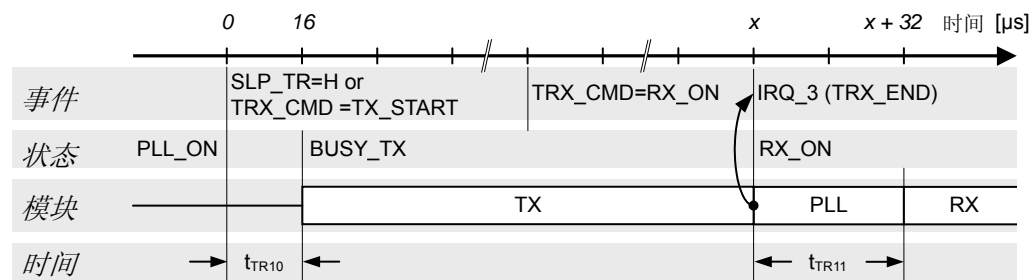 0 16 x x + 32 时间 [µs]
事件 SLP_TR=H or
TRX_CMD =TX_START TRX_CMD=RX_ON IRQ_3 (TRX_END)
状态 PLL_ON BUSY_TX RX_ON
模块 TX PLL RX
时间 tTR10 tTR11